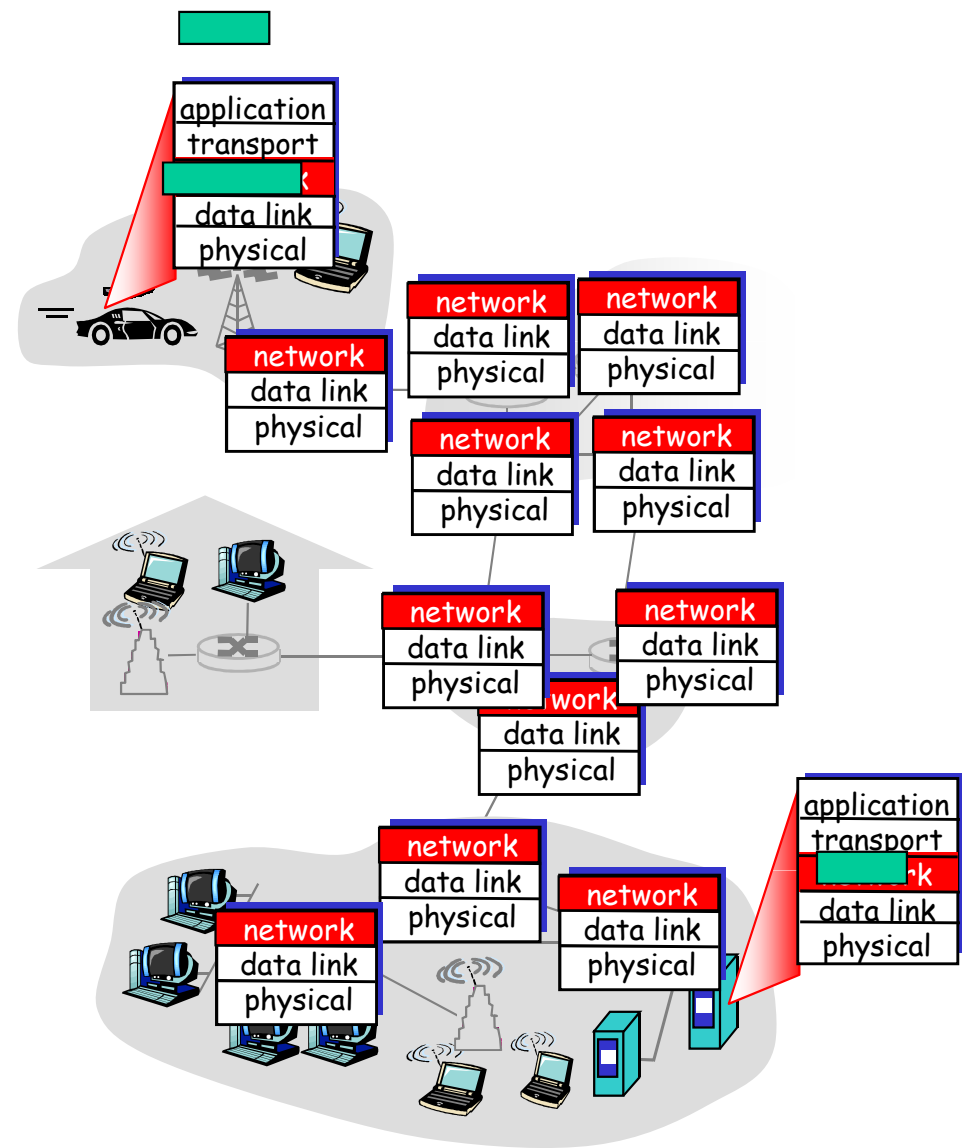 application
transport
data link
physical
network
data link
physical
network
data link
physical
network
data link
physical
network
data link
physical
network
data link
physical
network
data link
physical
network
data link
physical
data link
physical
application
transport
data link
physical
network
data link
physical
network
data link
physical
network
data link
physical